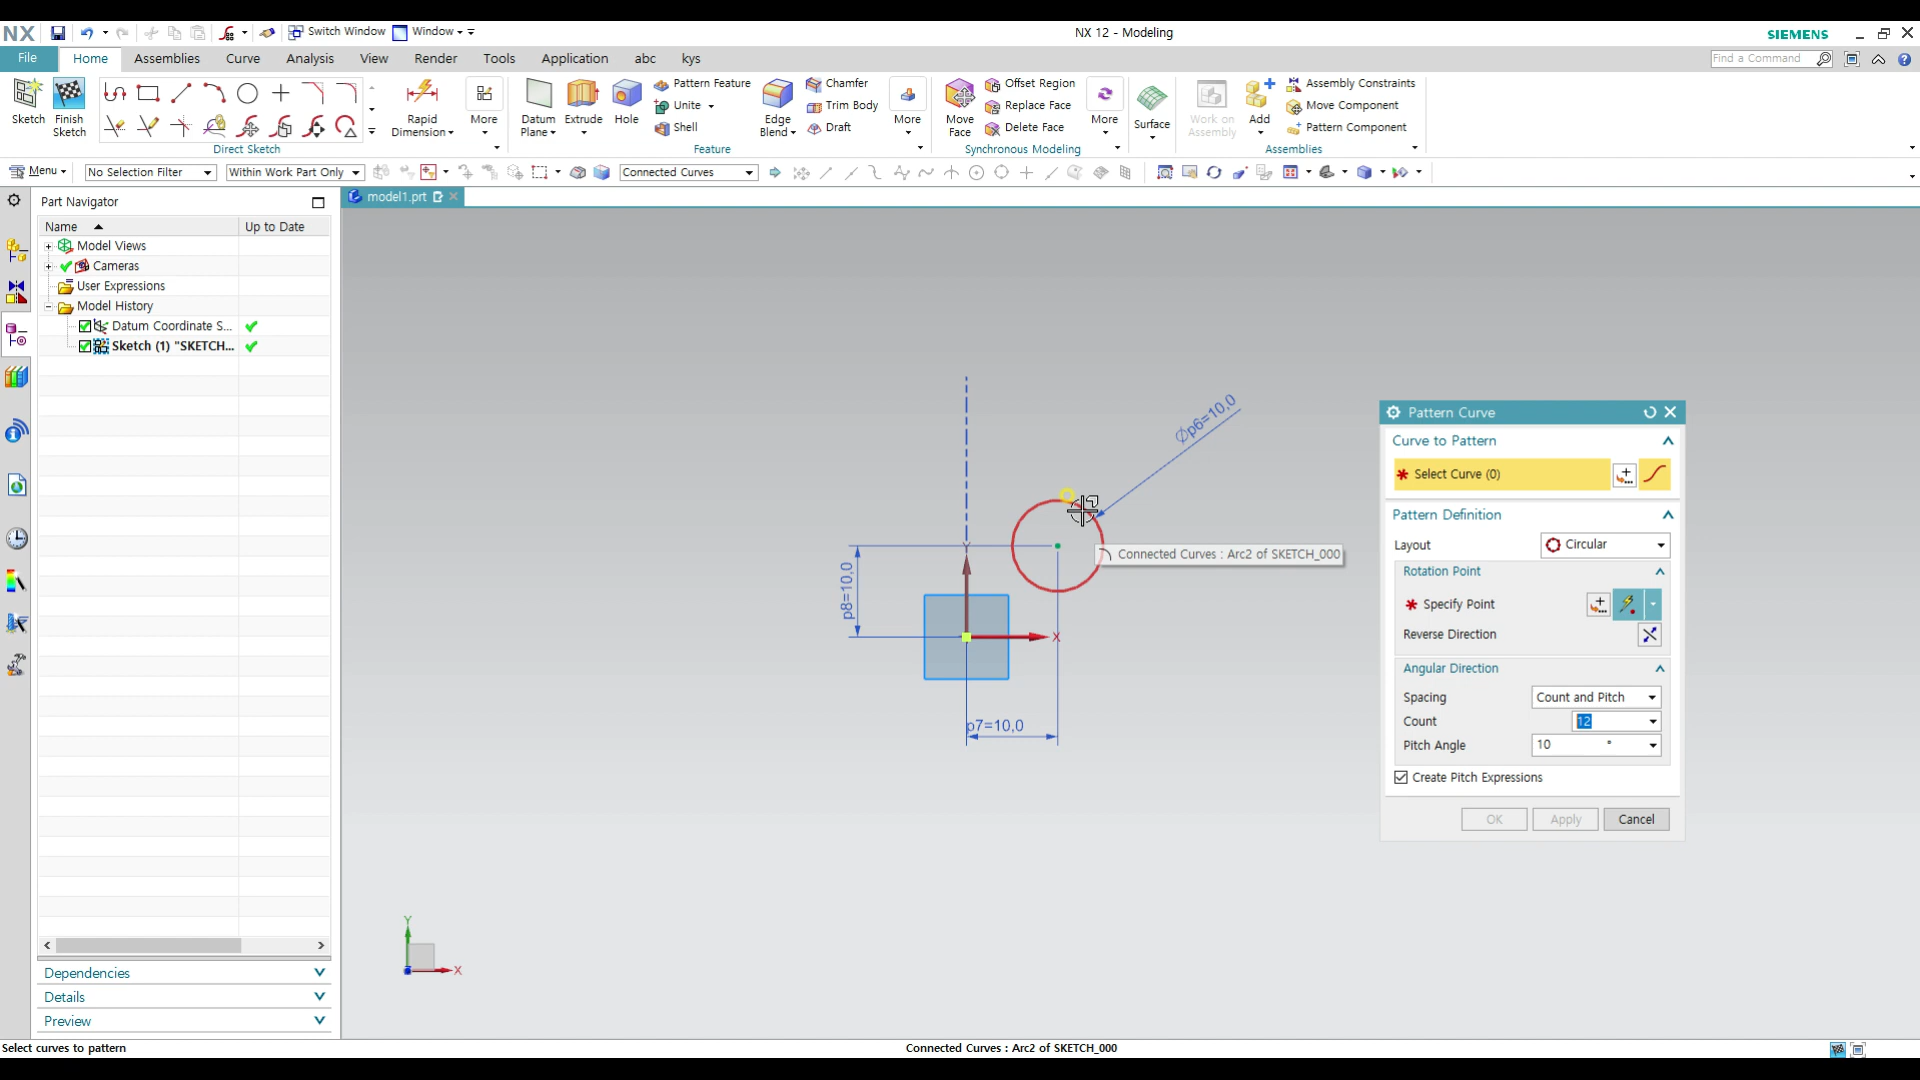 NX
Switch Window
Window
NX 12 - Modeling
SIEMENS
File
Home
Assemblies
Curve
Analysis
View
Render
Tools
Application
abc
kys
Find a Command
Sketch
Finish
Sketch
Direct Sketch
Rapid
Dimension
More
Datum
Plane
Extrude
Hole
Pattern Feature
Unite
Shell
Edge
Blend
Chamfer
Trim Body
Draft
More
Feature
Move
Face
Offset Region
Replace Face
Delete Face
More
Synchronous Modeling
Surface
Work on
Assembly
Add
Assembly Constraints
Move Component
Pattern Component
Assemblies
Menu
No Selection Filter
Within Work Part Only
Connected Curves
Part Navigator
model1.prt
Name
Up to Date
Model Views
Cameras
User Expressions
Model History
Datum Coordinate S...
Sketch (1) "SKETCH...
Dependencies
Details
Preview
Øp6=10,0
p8=10,0
p7=10,0
Y
X
Y
X
Connected Curves : Arc2 of SKETCH_000
Pattern Curve
Curve to Pattern
* Select Curve (0)
Pattern Definition
Layout
Circular
Rotation Point
* Specify Point
Reverse Direction
Angular Direction
Spacing
Count and Pitch
Count
12
Pitch Angle
10 °
Create Pitch Expressions
OK
Apply
Cancel
Select curves to pattern
Connected Curves : Arc2 of SKETCH_000